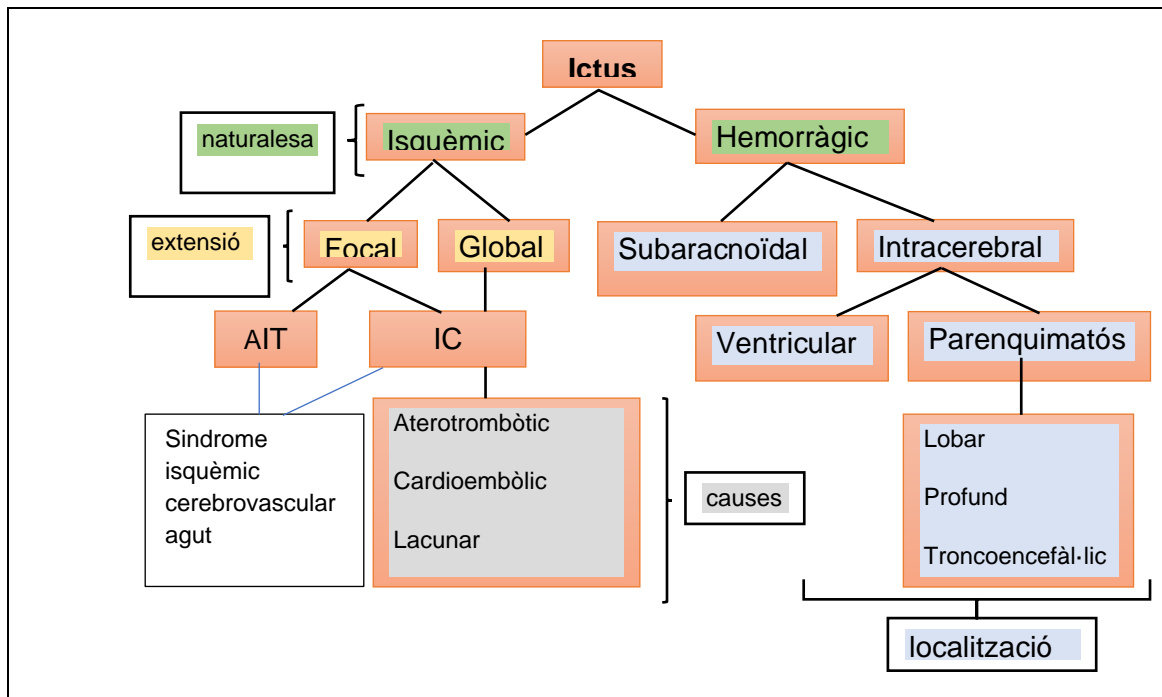 Ictus
naturalesa
Isquèmic
Hemorràgic
extensió
Focal
Global
Subaracnoïdal
Intracerebral
AIT
IC
Ventricular
Parenquimatós
Sindrome
isquèmic
cerebrovascular
agut
Aterotrombòtic
Cardioembòlic
Lacunar
causes
Lobar
Profund
Troncoencefàl·lic
localització